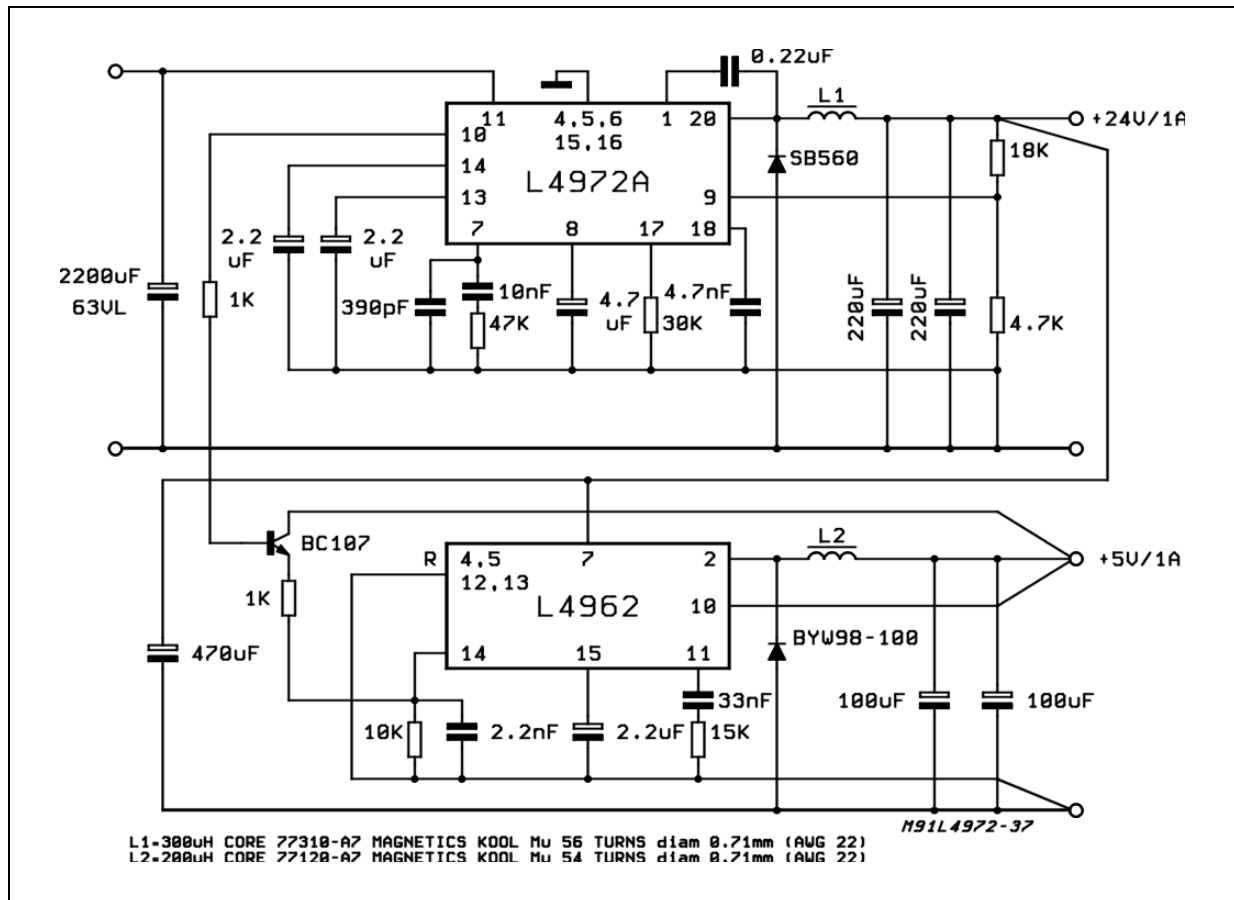 0.22uF
L1
+24V/1A
11
4,5,6
15,16
1
20
10
14
13
L4972A
9
7
8
17
18
SB560
18K
2200uF
63VL
1K
2.2
uF
2.2
uF
390pF
10nF
47K
4.7
uF
30K
4.7nF
220uF
220uF
4.7K
BC107
R
4,5
12,13
7
2
L2
+5V/1A
L4962
10
1K
470uF
14
15
11
BYW98-100
10K
2.2nF
2.2uF
33nF
15K
100uF
100uF
M91L4972-37
L1=300uH CORE 77310-A7 MAGNETICS KOOL Mu 56 TURNS diam 0.71mm (AWG 22)
L2=200uH CORE 77120-A7 MAGNETICS KOOL Mu 54 TURNS diam 0.71mm (AWG 22)